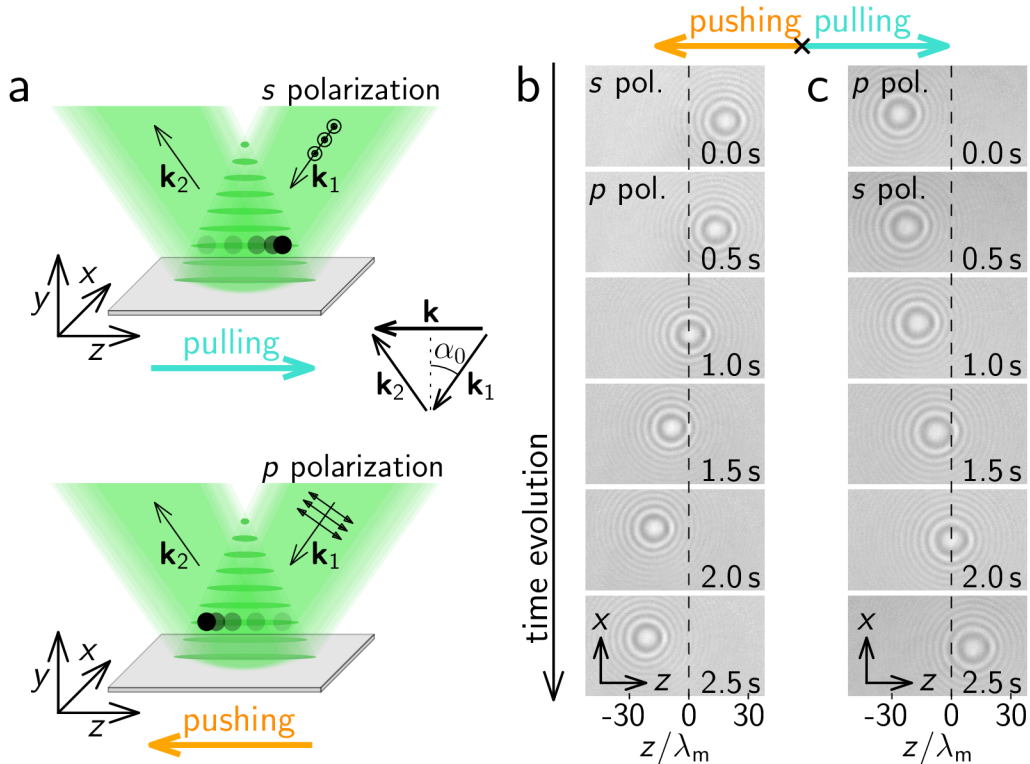 pushing pulling
a
s polarization
k2
k1
y
x
z
pulling
k
α0
k2
k1
p polarization
k2
k1
y
x
z
pushing
time evolution
b
s pol.
0.0 s
p pol.
0.5 s
1.0 s
1.5 s
2.0 s
x
z
2.5 s
-30 0 30
z/λm
c
p pol.
0.0 s
s pol.
0.5 s
1.0 s
1.5 s
2.0 s
x
z
2.5 s
-30 0 30
z/λm